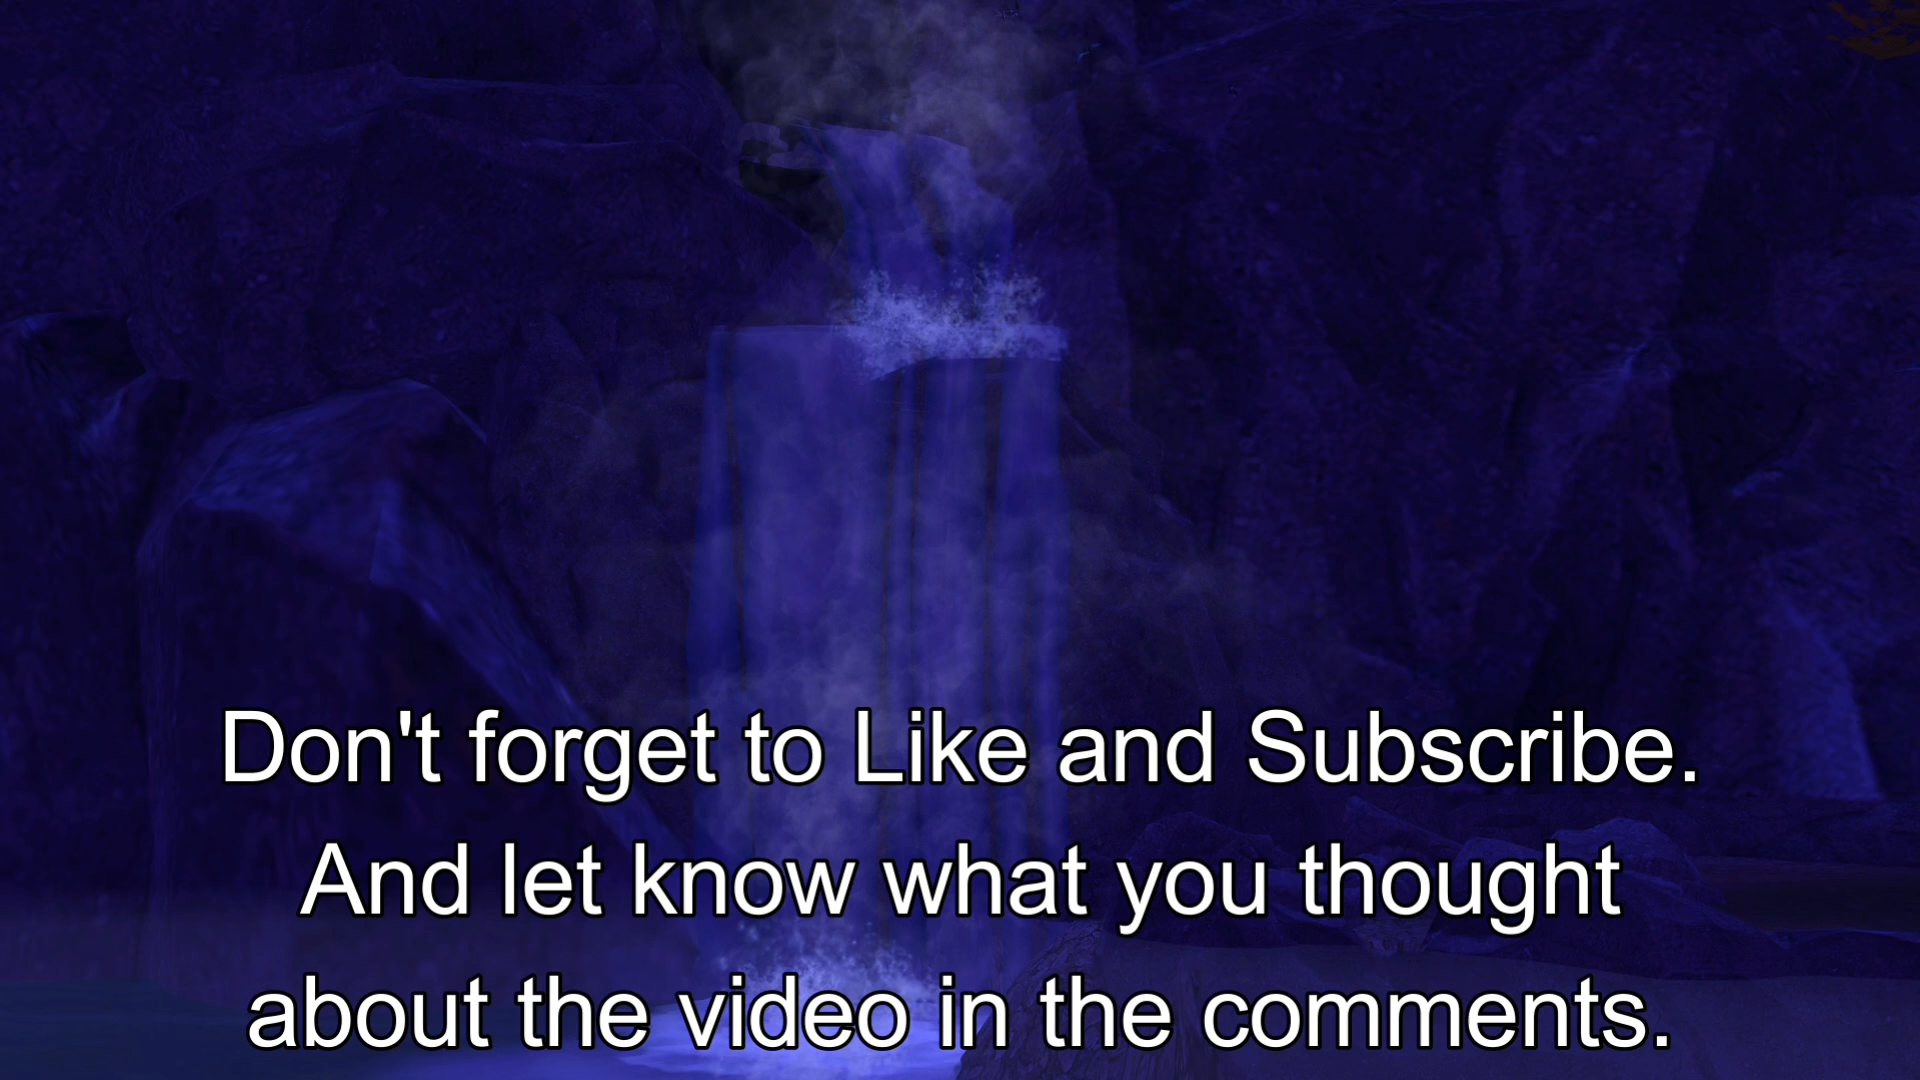 Don't forget to Like and Subscribe.
And let know what you thought
about the video in the comments.